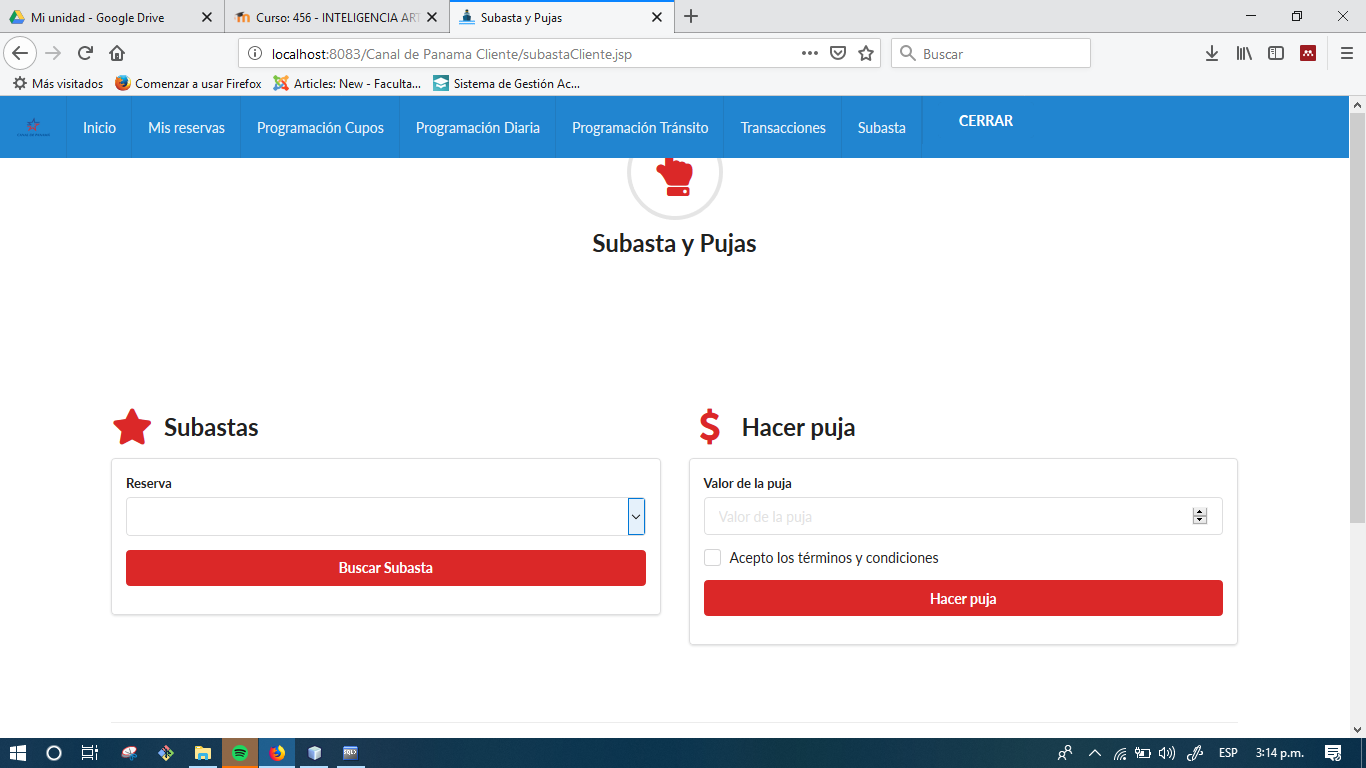 Mi unidad - Google Drive
Curso: 456 - INTELIGENCIA ART
Subasta y Pujas
localhost:8083/Canal de Panama Cliente/subastaCliente.jsp
Buscar
Más visitados
Comenzar a usar Firefox
Articles: New - Faculta...
Sistema de Gestión Ac...
Inicio
Mis reservas
Programación Cupos
Programación Diaria
Programación Tránsito
Transacciones
Subasta
CERRAR
Subasta y Pujas
Subastas
Hacer puja
Reserva
Valor de la puja
Valor de la puja
Buscar Subasta
Acepto los términos y condiciones
Hacer puja
ESP
3:14 p.m.